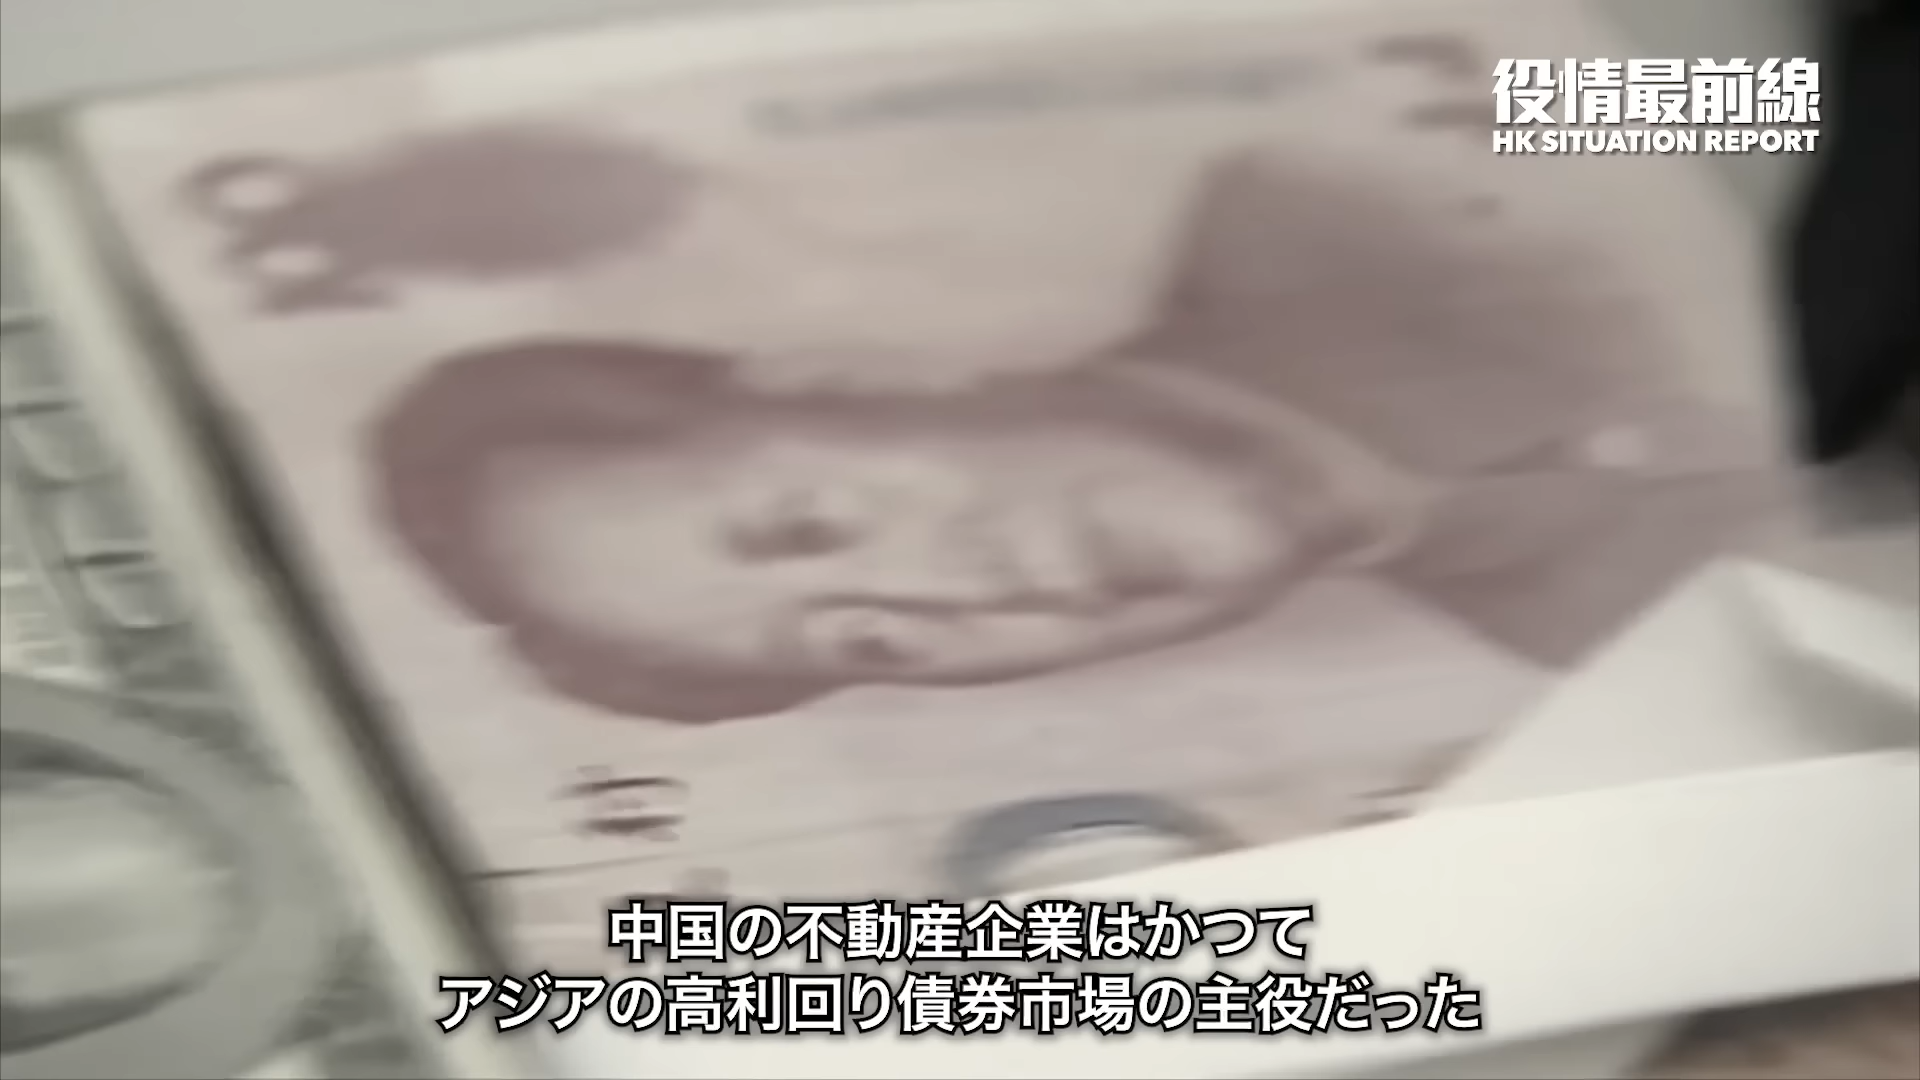 役情最前線
HK SITUATION REPORT
中国の不動産企業はかつて
アジアの高利回り債券市場の主役だった